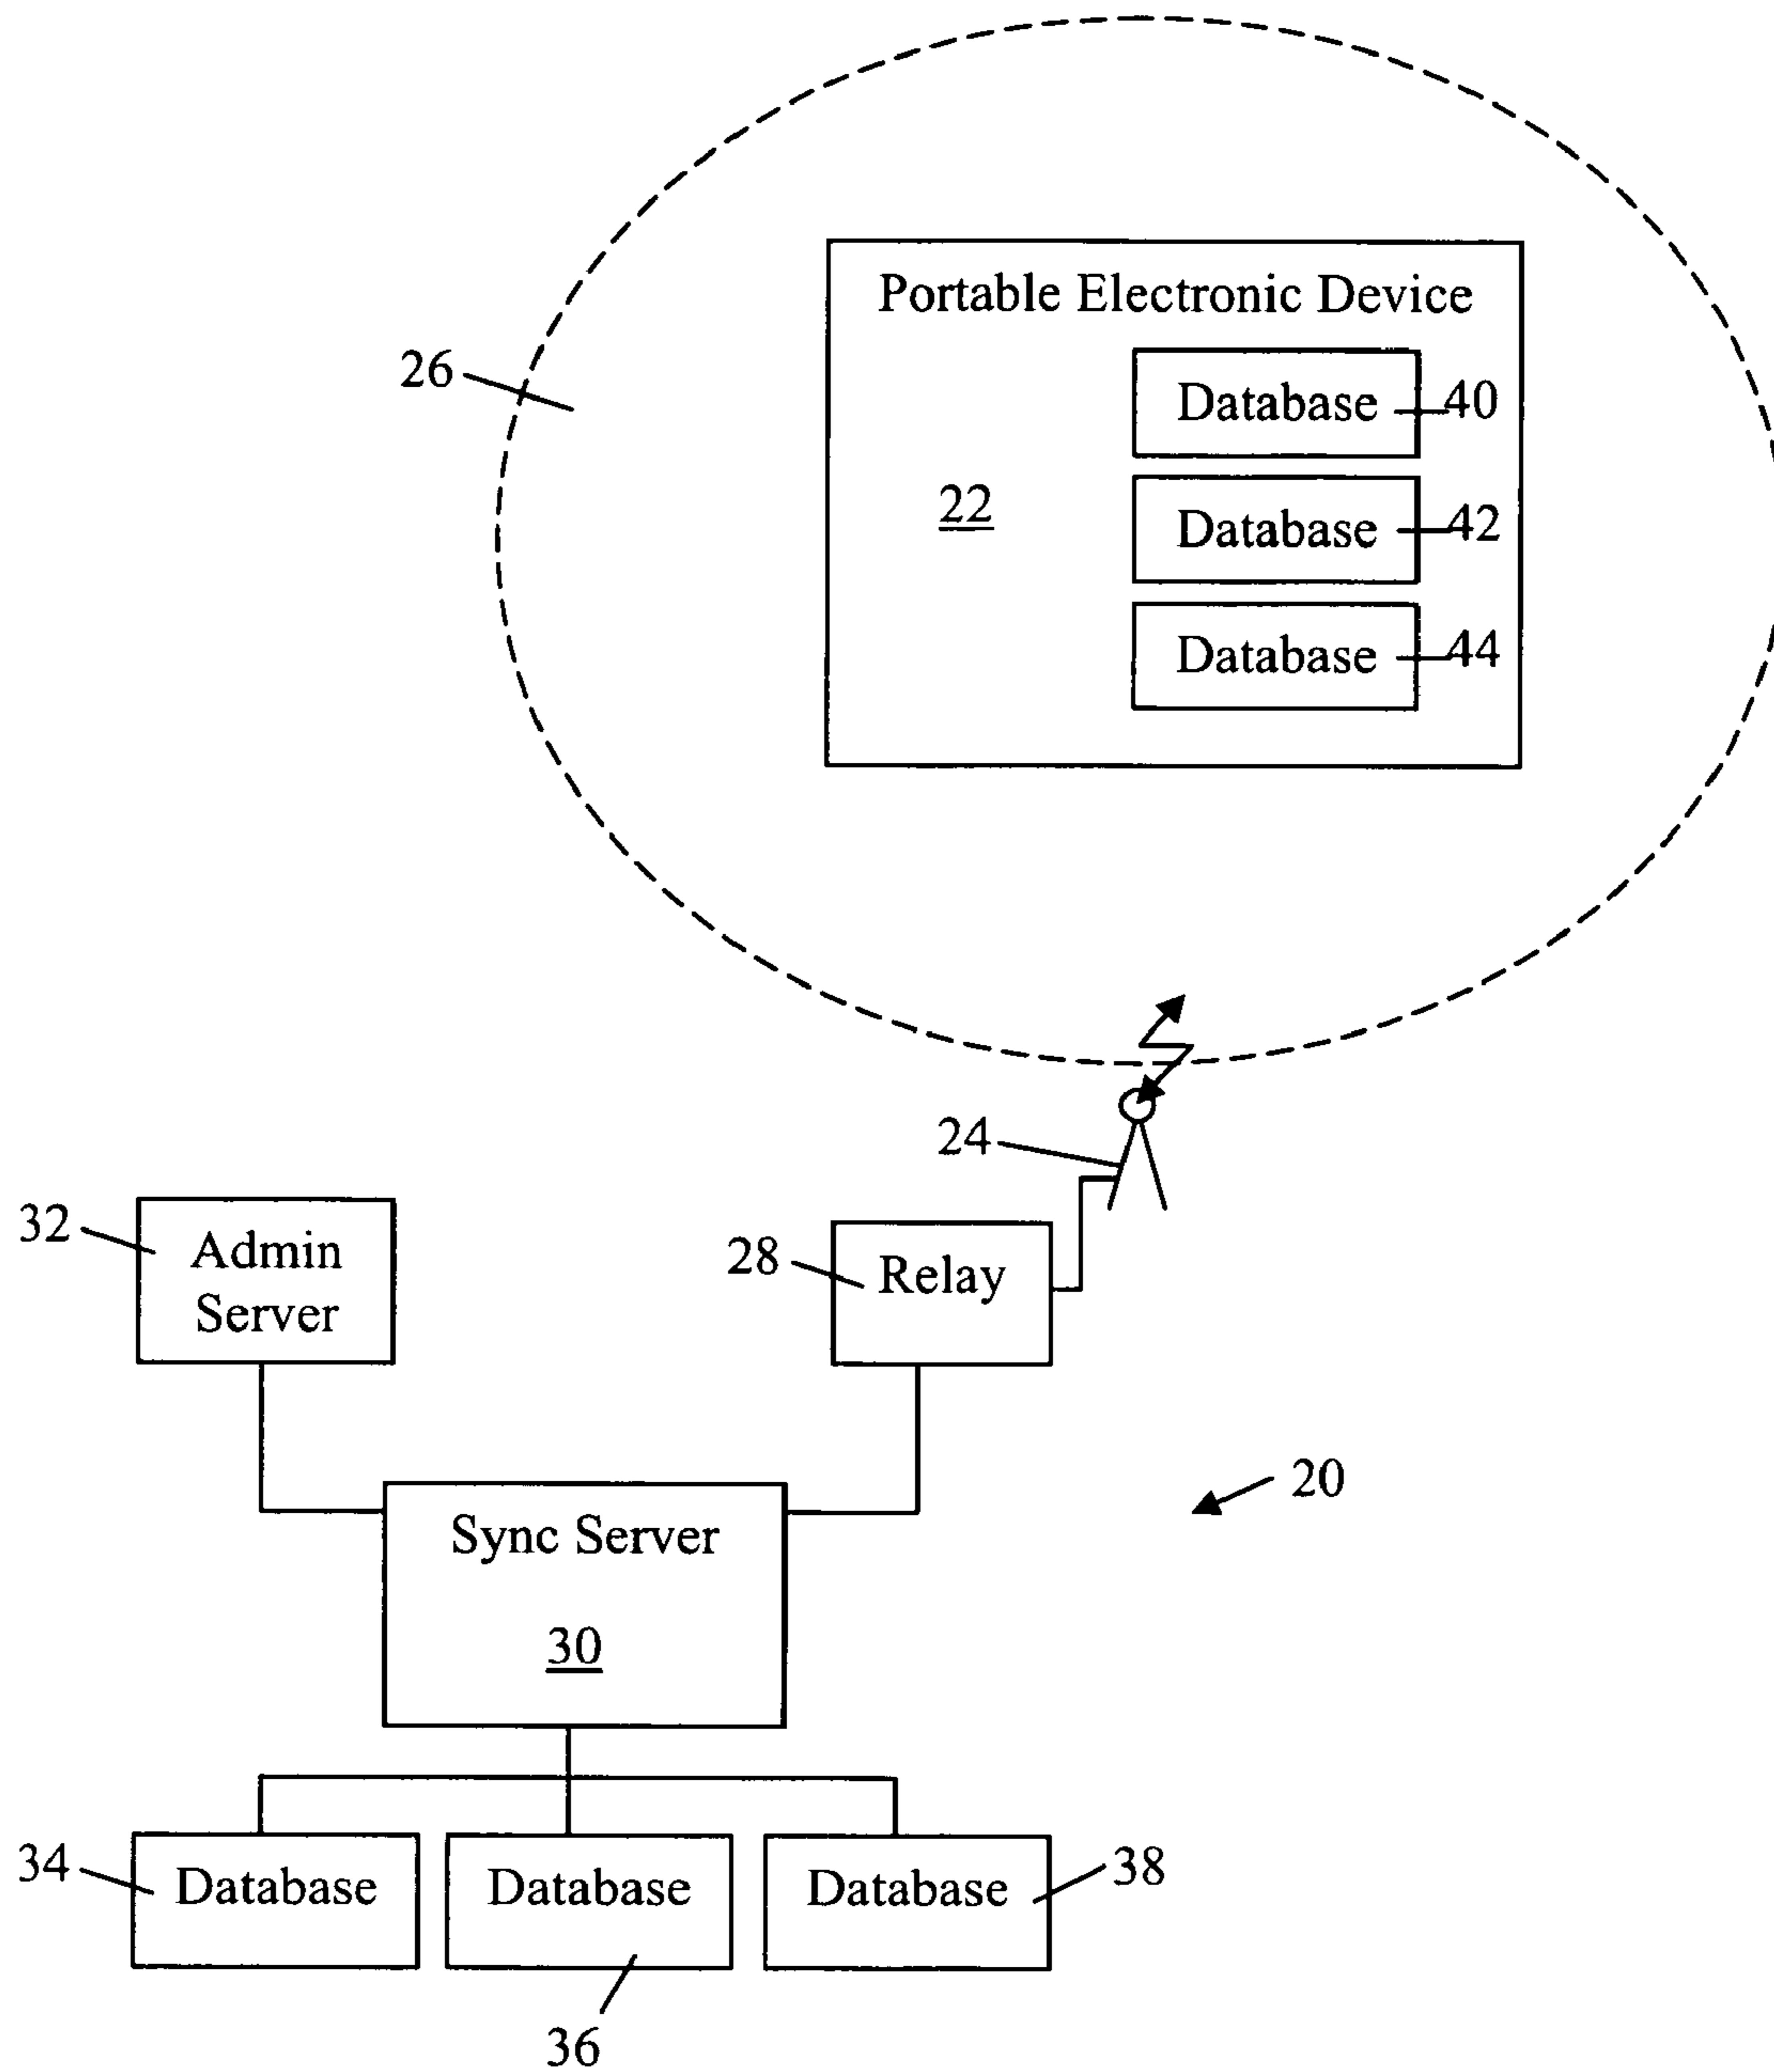 Portable Electronic Device
26
Database 40
22
Database 42
Database 44
24
32
Admin
Server
28
Relay
20
Sync Server
30
34
Database
Database
Database
38
36